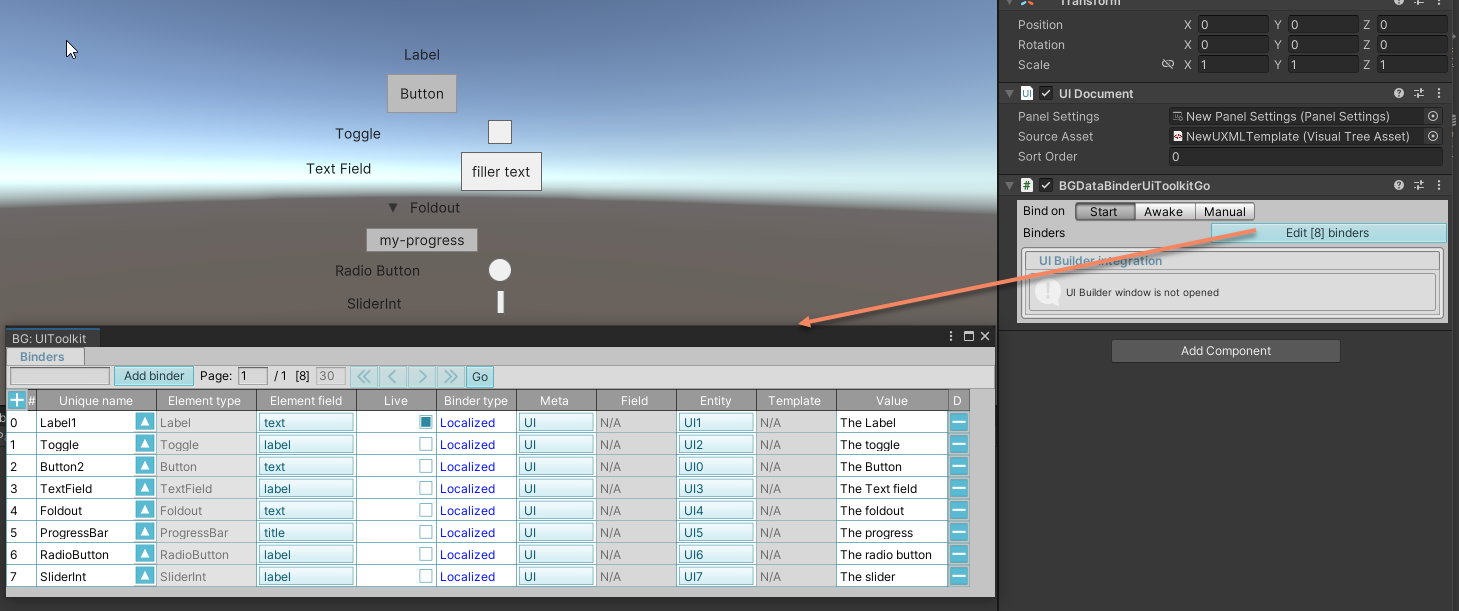 Label
Button
Toggle
Text Field
filler text
▼ Foldout
my-progress
Radio Button
SliderInt
Transform
Position X 0 Y 0 Z 0
Rotation X 0 Y 0 Z 0
Scale X 1 Y 1 Z 1
UI UI Document
Panel Settings New Panel Settings (Panel Settings)
Source Asset NewUXMLTemplate (Visual Tree Asset)
Sort Order 0
# BGDataBinderUiToolkitGo
Bind on Start Awake Manual
Binders Edit [8] binders
UI Builder integration
UI Builder window is not opened
Add Component
BG: UIToolkit
Binders
Add binder Page: 1 / 1 [8] 30 Go
# Unique name Element type Element field Live Binder type Meta Field Entity Template Value D
0 Label1 Label text Localized UI N/A UI1 N/A The Label
1 Toggle Toggle label Localized UI N/A UI2 N/A The toggle
2 Button2 Button text Localized UI N/A UI0 N/A The Button
3 TextField TextField label Localized UI N/A UI3 N/A The Text field
4 Foldout Foldout text Localized UI N/A UI4 N/A The foldout
5 ProgressBar ProgressBar title Localized UI N/A UI5 N/A The progress
6 RadioButton RadioButton label Localized UI N/A UI6 N/A The radio button
7 SliderInt SliderInt label Localized UI N/A UI7 N/A The slider